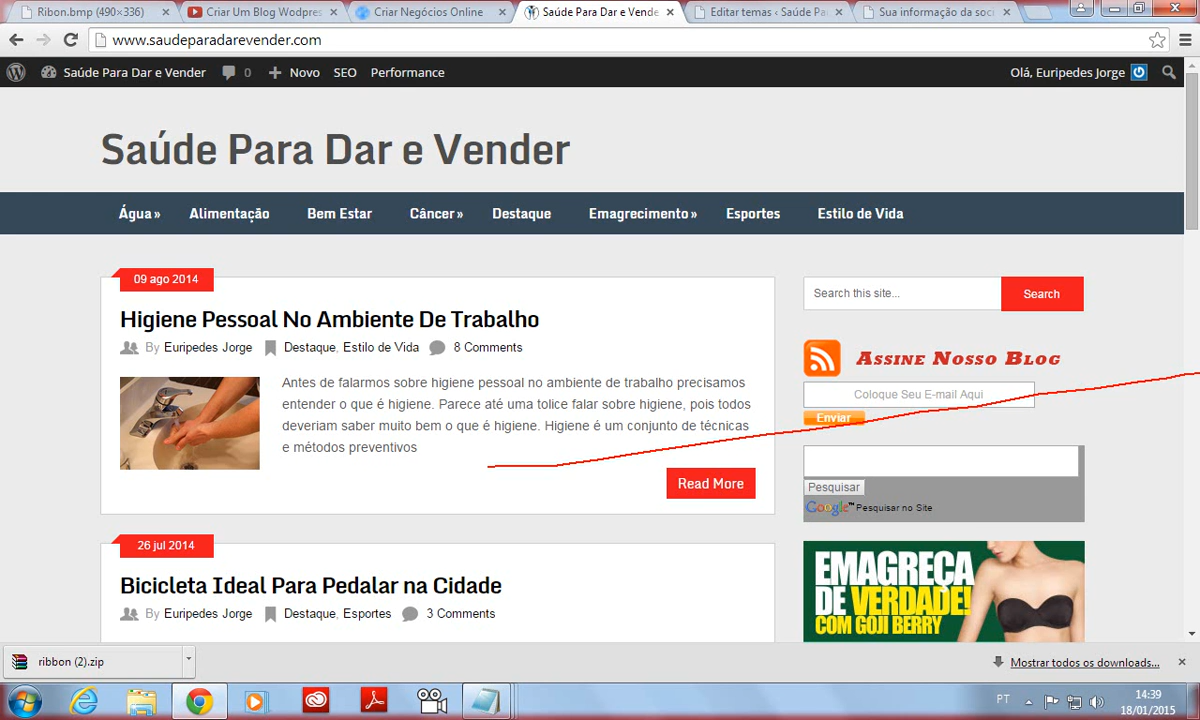 Ribon.bmp (490×336)
Criar Um Blog Wodpres
Criar Negócios Online
Saúde Para Dar e Vende
Editar temas ‹ Saúde Pa
Sua informação da soci
www.saudeparadarevender.com
Saúde Para Dar e Vender
0
Novo
SEO
Performance
Olá, Euripedes Jorge
Saúde Para Dar e Vender
Água»
Alimentação
Bem Estar
Câncer»
Destaque
Emagrecimento»
Esportes
Estilo de Vida
09 ago 2014
Higiene Pessoal No Ambiente De Trabalho
By Euripedes Jorge Destaque, Estilo de Vida 8 Comments
Antes de falarmos sobre higiene pessoal no ambiente de trabalho precisamos
entender o que é higiene. Parece até uma tolice falar sobre higiene, pois todos
deveriam saber muito bem o que é higiene. Higiene é um conjunto de técnicas
e métodos preventivos
Read More
26 jul 2014
Bicicleta Ideal Para Pedalar na Cidade
By Euripedes Jorge Destaque, Esportes 3 Comments
Search this site...
Search
Assine Nosso Blog
Coloque Seu E-mail Aqui
Enviar
Pesquisar
Google™ Pesquisar no Site
EMAGREÇA
DE VERDADE!
COM GOJI BERRY
ribbon (2).zip
Mostrar todos os downloads...
PT
14:39
18/01/2015